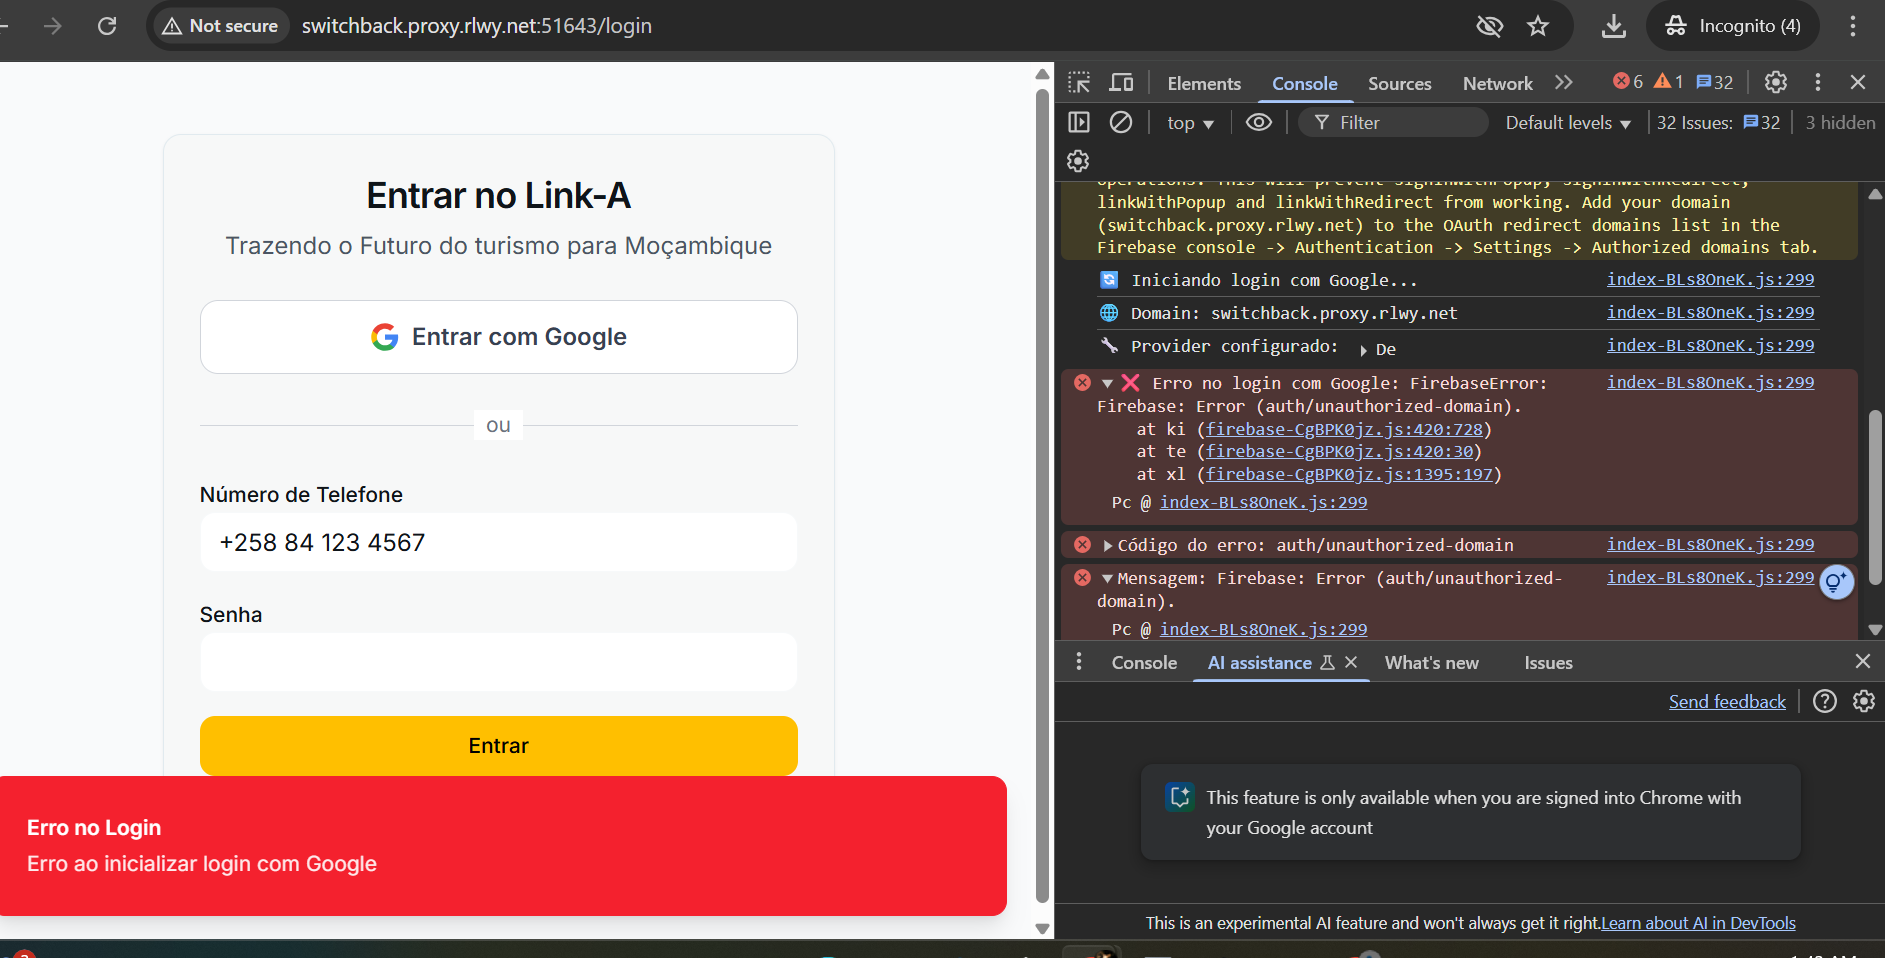 Not secure
switchback.proxy.rlwy.net:51643/login
Incognito (4)
Entrar no Link-A
Trazendo o Futuro do turismo para Moçambique
Entrar com Google
ou
Número de Telefone
+258 84 123 4567
Senha
Entrar
Erro no Login
Erro ao inicializar login com Google
Elements Console Sources Network 6 1 32
top Filter Default levels 32 Issues: 32 3 hidden
operations. This will prevent signInWithPopup, signInWithRedirect,
linkWithPopup and linkWithRedirect from working. Add your domain
(switchback.proxy.rlwy.net) to the OAuth redirect domains list in the
Firebase console -> Authentication -> Settings -> Authorized domains tab.
🔄 Iniciando login com Google... index-BLs8OneK.js:299
🌐 Domain: switchback.proxy.rlwy.net index-BLs8OneK.js:299
🔧 Provider configurado: ▶ De index-BLs8OneK.js:299
▼❌ Erro no login com Google: FirebaseError: index-BLs8OneK.js:299
Firebase: Error (auth/unauthorized-domain).
at ki (firebase-CgBPK0jz.js:420:728)
at te (firebase-CgBPK0jz.js:420:30)
at xl (firebase-CgBPK0jz.js:1395:197)
Pc @ index-BLs8OneK.js:299
▶Código do erro: auth/unauthorized-domain index-BLs8OneK.js:299
▼Mensagem: Firebase: Error (auth/unauthorized- index-BLs8OneK.js:299
domain).
Pc @ index-BLs8OneK.js:299
Console AI assistance What's new Issues
Send feedback
This feature is only available when you are signed into Chrome with
your Google account
This is an experimental AI feature and won't always get it right. Learn about AI in DevTools